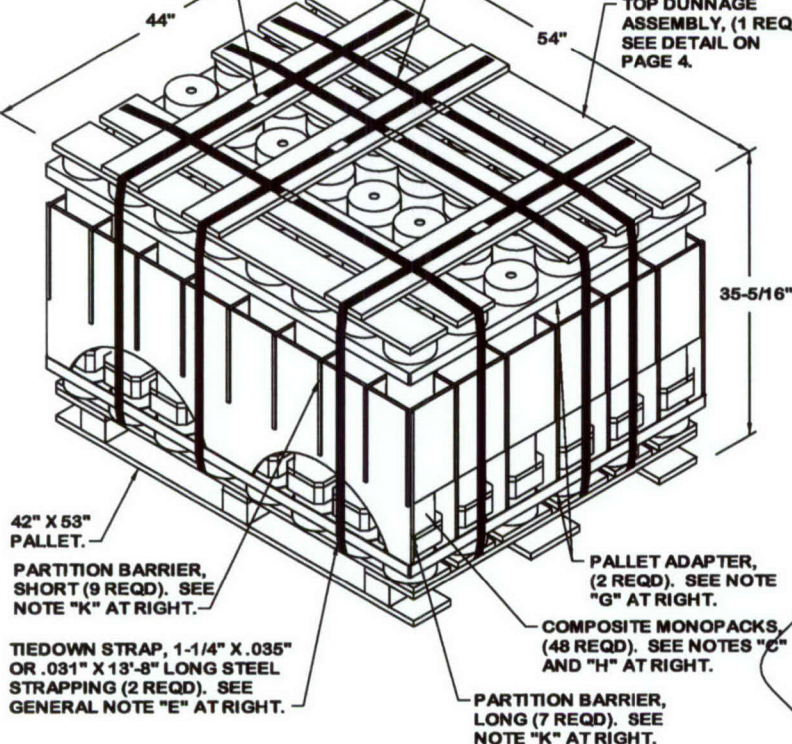 44"
54"
TOP DUNNAGE
ASSEMBLY, (1 REQ
SEE DETAIL ON
PAGE 4.
35-5/16"
42" X 53"
PALLET.
PARTITION BARRIER,
SHORT (9 REQD). SEE
NOTE "K" AT RIGHT.
TIEDOWN STRAP, 1-1/4" X .035"
OR .031" X 13'-8" LONG STEEL
STRAPPING (2 REQD). SEE
GENERAL NOTE "E" AT RIGHT.
PALLET ADAPTER,
(2 REQD). SEE NOTE
"G" AT RIGHT.
COMPOSITE MONOPACKS,
(48 REQD). SEE NOTES "C"
AND "H" AT RIGHT.
PARTITION BARRIER,
LONG (7 REQD). SEE
NOTE "K" AT RIGHT.